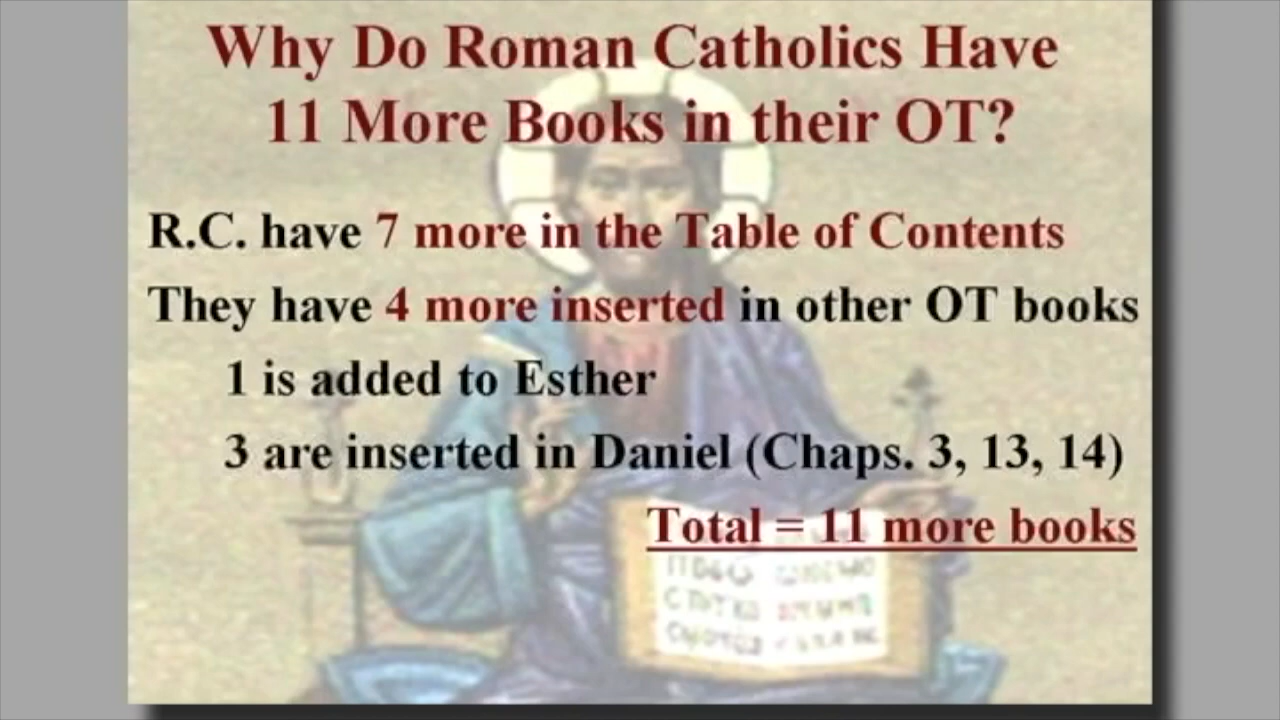 Why Do Roman Catholics Have
11 More Books in their OT?
R.C. have 7 more in the Table of Contents
They have 4 more inserted in other OT books
1 is added to Esther
3 are inserted in Daniel (Chaps. 3, 13, 14)
Total = 11 more books